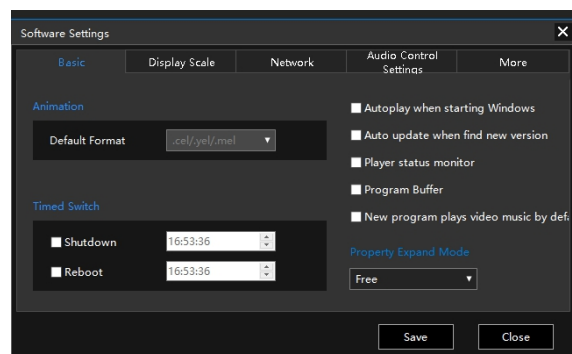 Software Settings
Basic
Display Scale
Network
Audio Control
Settings
More
Animation
Default Format
.cel/.yel/.mel
Timed Switch
Shutdown
16:53:36
Reboot
16:53:36
Autoplay when starting Windows
Auto update when find new version
Player status monitor
Program Buffer
New program plays video music by defa
Property Expand Mode
Free
Save
Close